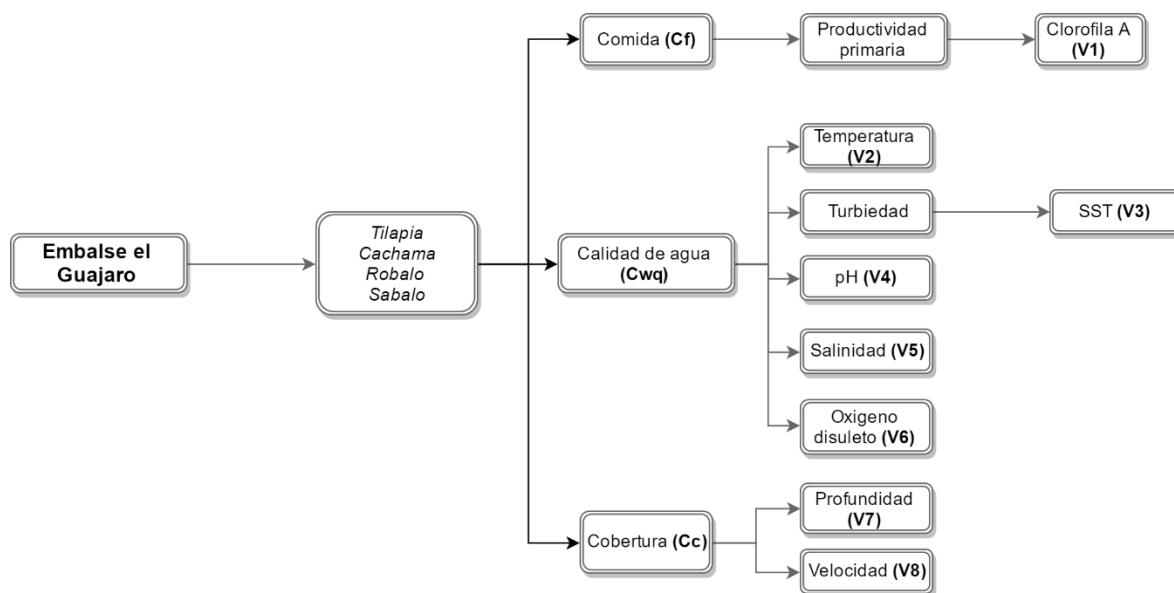 Embalse el
Guajaro
Tilapia
Cachama
Robalo
Sabalo
Comida (Cf)
Productividad
primaria
Clorofila A
(V1)
Calidad de agua
(Cwq)
Temperatura
(V2)
Turbiedad
SST (V3)
pH (V4)
Salinidad (V5)
Oxigeno
disuleto (V6)
Cobertura (Cc)
Profundidad
(V7)
Velocidad (V8)